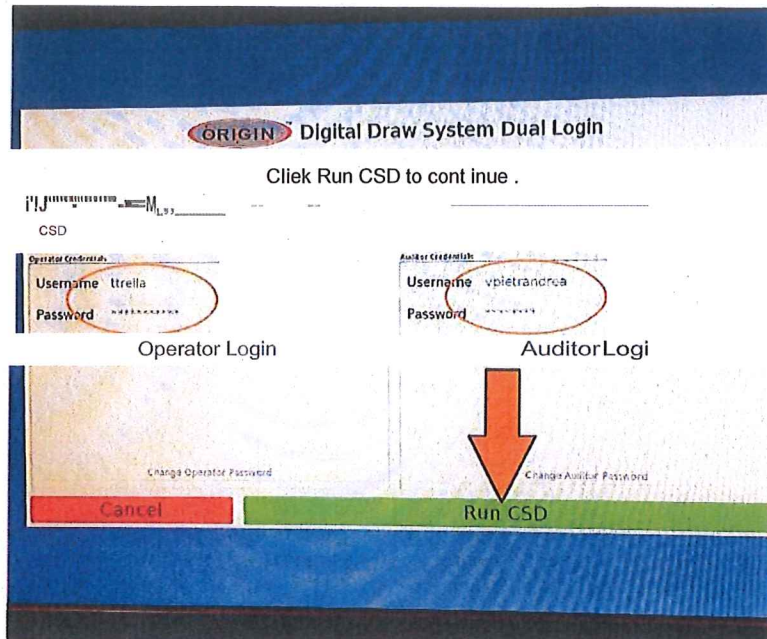 ORIGIN™ Digital Draw System Dual Login
Cliek Run CSD to cont inue .
CSD
Operator Credentials
Auditor Credentials
Username ttrella
Username vpietrandrea
Password
Password
Operator Login
AuditorLogi
Change Operator Password
Change Auditor Password
Cancel
Run CSD